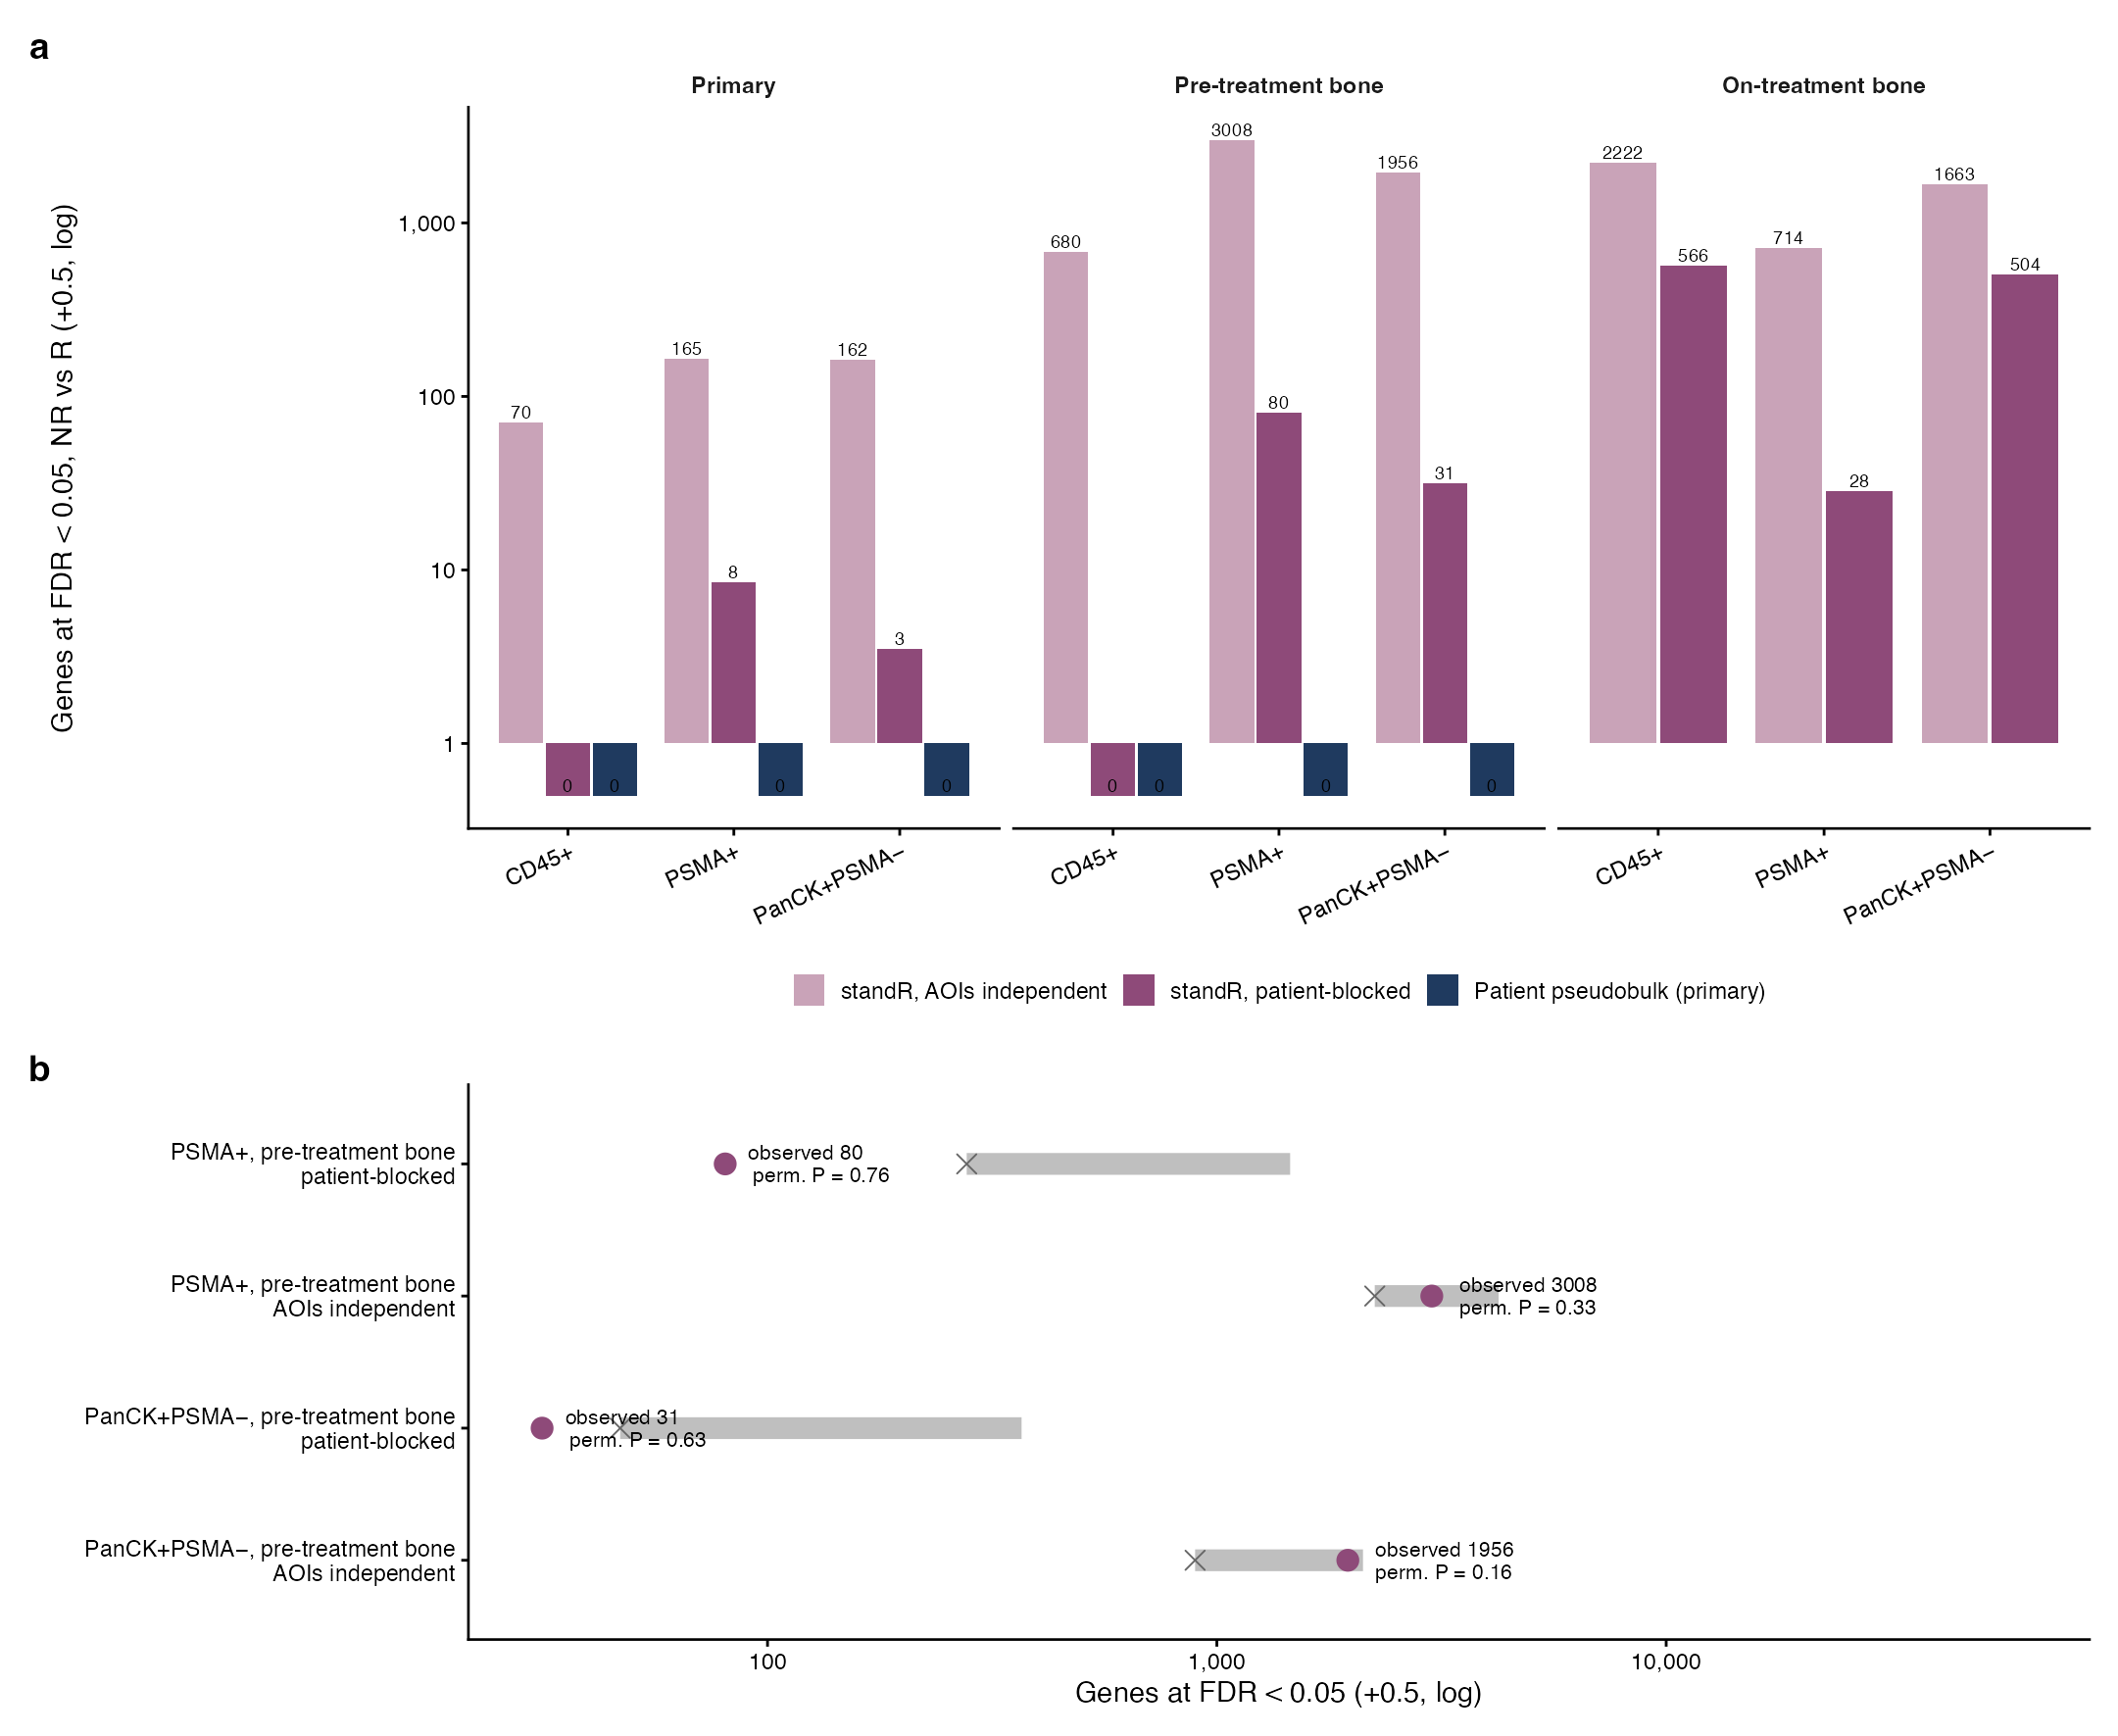 a
Primary
Pre-treatment bone
On-treatment bone
Genes at FDR < 0.05, NR vs R (+0.5, log)
1,000
100
10
1
70
0
0
165
8
0
162
3
0
680
0
0
3008
80
0
1956
31
0
2222
566
714
28
1663
504
CD45+
PSMA+
PanCK+PSMA−
CD45+
PSMA+
PanCK+PSMA−
CD45+
PSMA+
PanCK+PSMA−
standR, AOIs independent
standR, patient-blocked
Patient pseudobulk (primary)
b
PSMA+, pre-treatment bone
patient-blocked
observed 80
perm. P = 0.76
PSMA+, pre-treatment bone
AOIs independent
observed 3008
perm. P = 0.33
PanCK+PSMA−, pre-treatment bone
patient-blocked
observed 31
perm. P = 0.63
PanCK+PSMA−, pre-treatment bone
AOIs independent
observed 1956
perm. P = 0.16
100
1,000
10,000
Genes at FDR < 0.05 (+0.5, log)